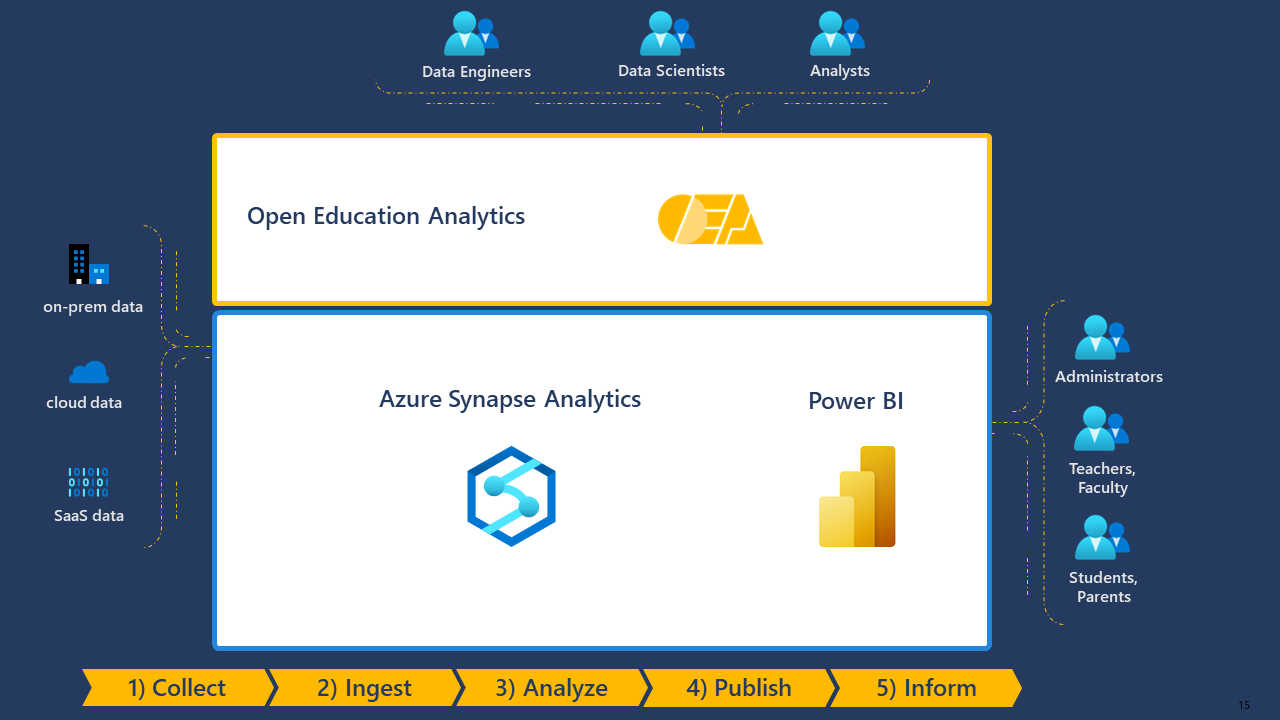 Data Engineers
Data Scientists
Analysts
Open Education Analytics
OEA
on-prem data
cloud data
SaaS data
Azure Synapse Analytics
Power BI
Administrators
Teachers,
Faculty
Students,
Parents
1) Collect
2) Ingest
3) Analyze
4) Publish
5) Inform
15